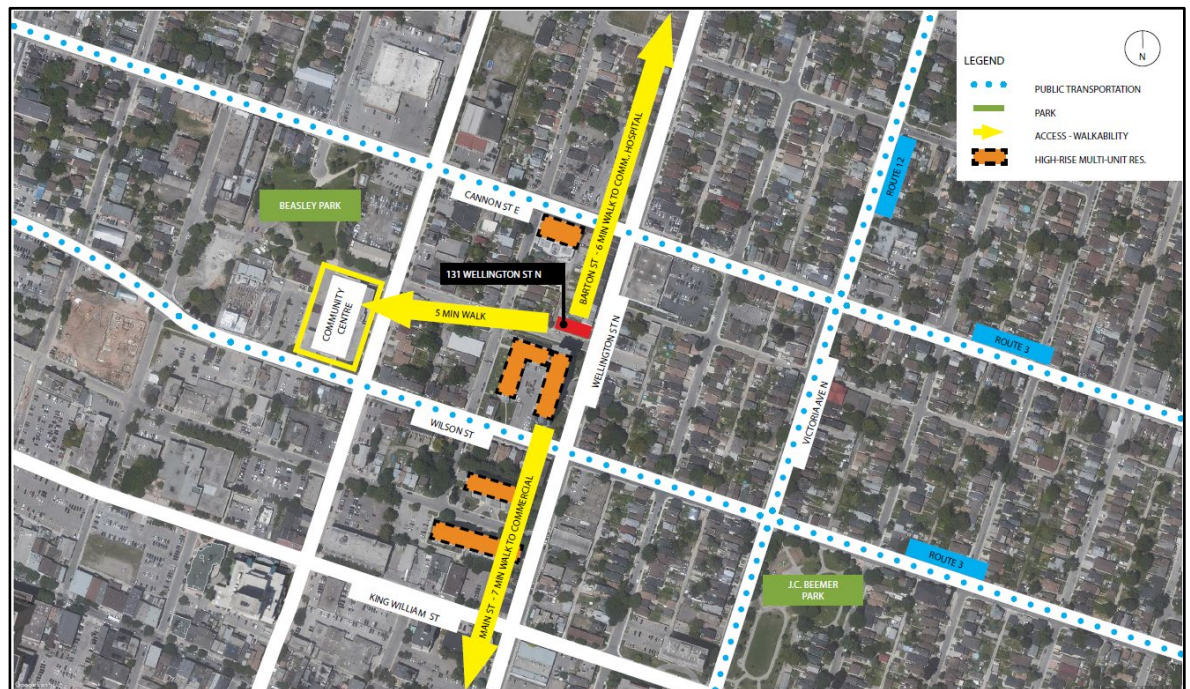 N
LEGEND
PUBLIC TRANSPORTATION
PARK
ACCESS - WALKABILITY
HIGH-RISE MULTI-UNIT RES.
BARTON ST - 6 MIN WALK TO COMM., HOSPITAL
ROUTE 12
BEASLEY PARK
CANNON ST E
131 WELLINGTON ST N
COMMUNITY
CENTRE
5 MIN WALK
WELLINGTON ST N
ROUTE 3
VICTORIA AVE N
WILSON ST
MAIN ST - 7 MIN WALK TO COMMERCIAL
ROUTE 3
J.C. BEEMER
PARK
KING WILLIAM ST